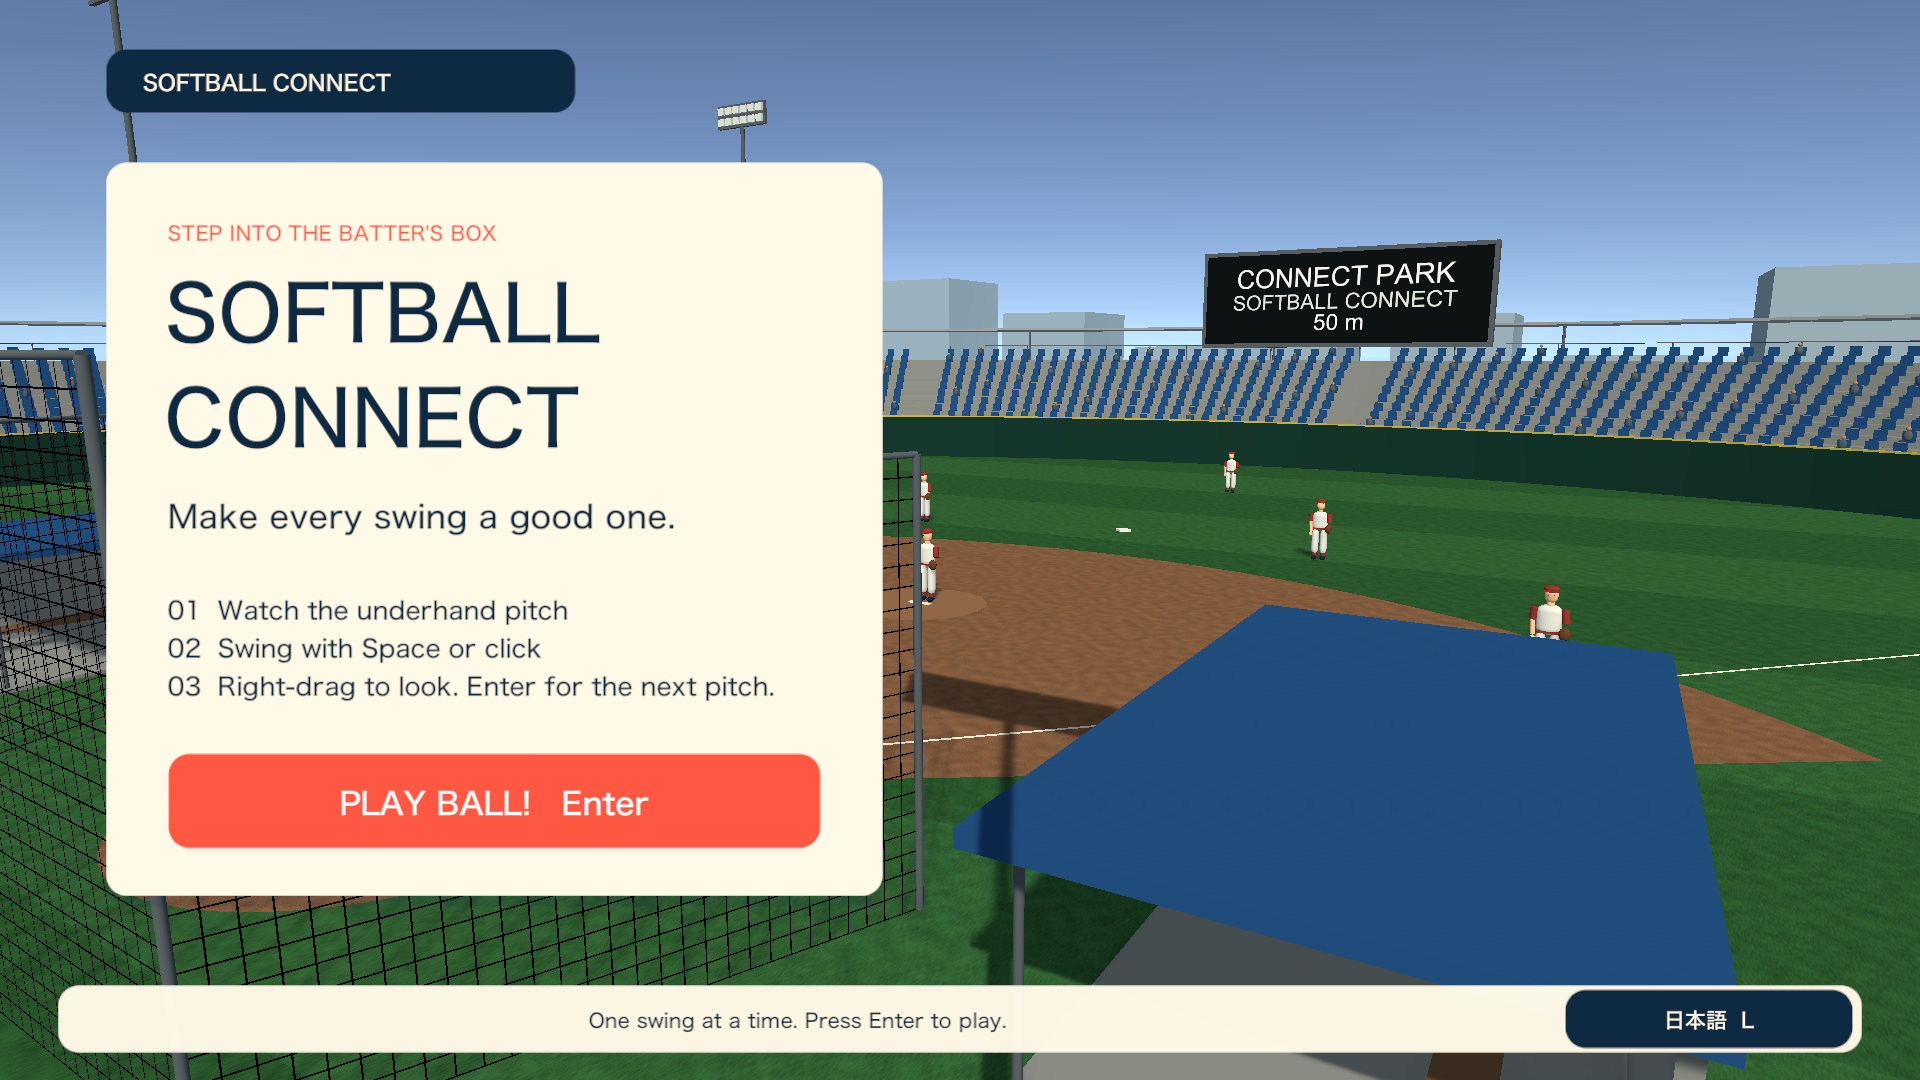 SOFTBALL CONNECT
STEP INTO THE BATTER'S BOX
SOFTBALL
CONNECT
Make every swing a good one.
01 Watch the underhand pitch
02 Swing with Space or click
03 Right-drag to look. Enter for the next pitch.
PLAY BALL! Enter
CONNECT PARK
SOFTBALL CONNECT
50 m
One swing at a time. Press Enter to play.
日本語 L